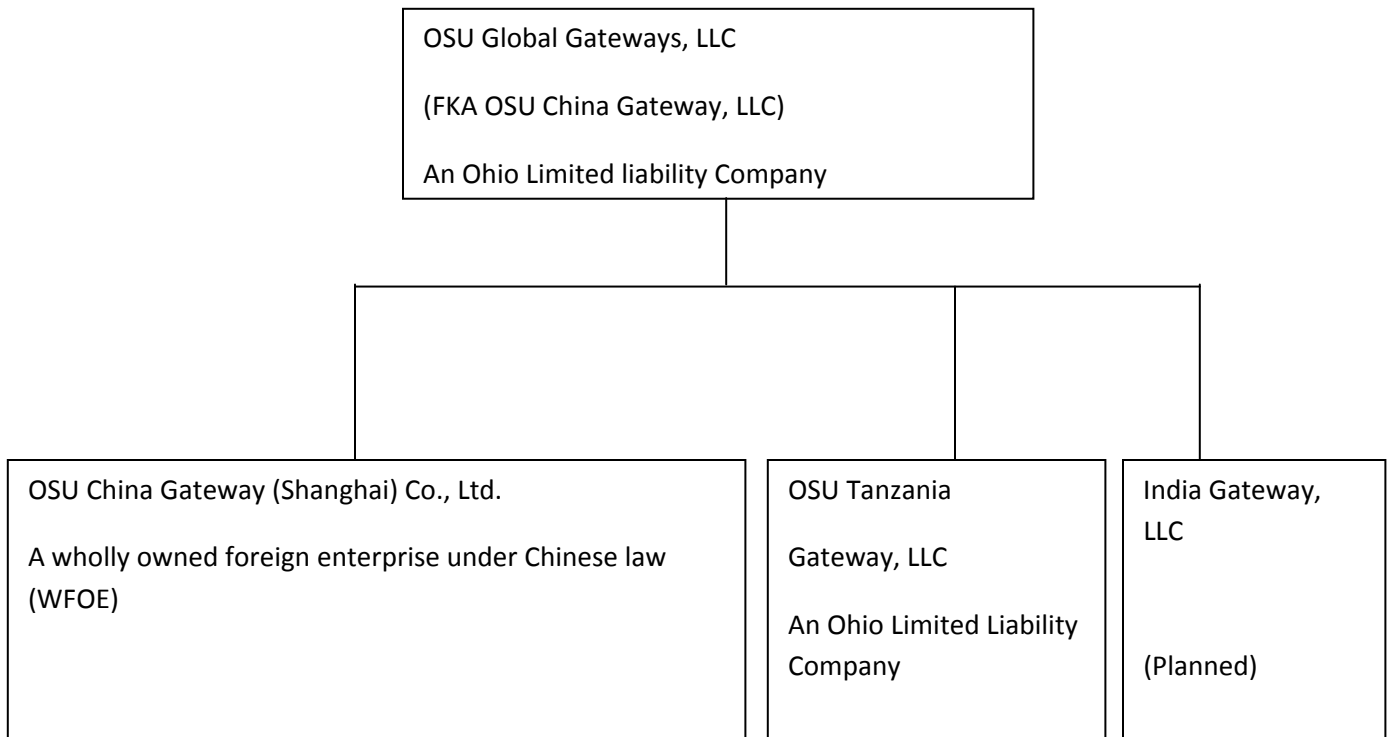 OSU Global Gateways, LLC
(FKA OSU China Gateway, LLC)
An Ohio Limited liability Company
OSU China Gateway (Shanghai) Co., Ltd.
A wholly owned foreign enterprise under Chinese law
(WFOE)
OSU Tanzania
Gateway, LLC
An Ohio Limited Liability
Company
India Gateway,
LLC
(Planned)